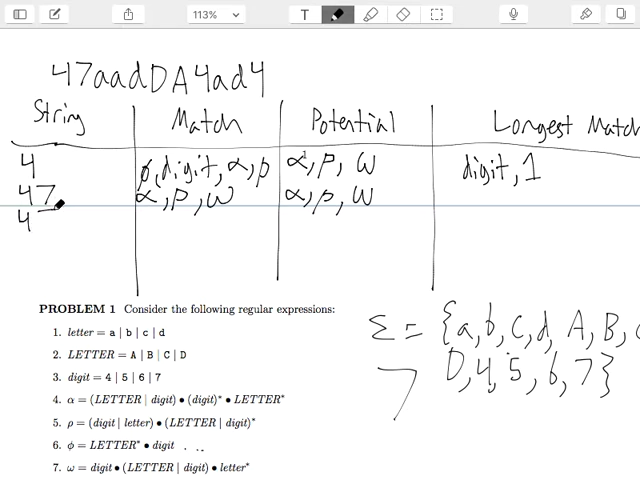 113%
T
47aadDA4ad4
String Match Potential Longest Match
4 ϕ, digit, α, ρ α, ρ, ω digit, 1
47 α, ρ, ω α, ρ, ω
4
PROBLEM 1 Consider the following regular expressions:
1. letter = a | b | c | d
2. LETTER = A | B | C | D
3. digit = 4 | 5 | 6 | 7
4. α = (LETTER | digit) • (digit)* • LETTER*
5. ρ = (digit | letter) • (LETTER | digit)*
6. ϕ = LETTER* • digit
7. ω = digit • (LETTER | digit) • letter*
Σ = {a, b, c, d, A, B, C
D, 4, 5, 6, 7}